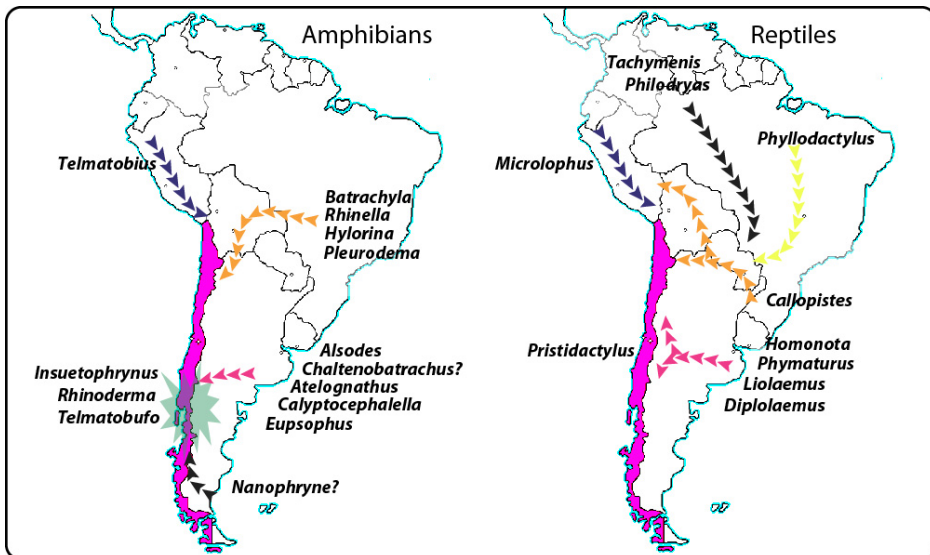 Amphibians
Telmatobius
Batrachyla
Rhinella
Hylorina
Pleurodema
Insuetophrynus
Rhinoderma
Telmatobufo
Alsodes
Chaltenobatrachus?
Atelognathus
Calyptocephalella
Eupsophus
Nanophryne?
Reptiles
Tachymenis
Philodryas
Phyllodactylus
Microlophus
Callopistes
Pristidactylus
Homonota
Phymaturus
Liolaemus
Diplolaemus